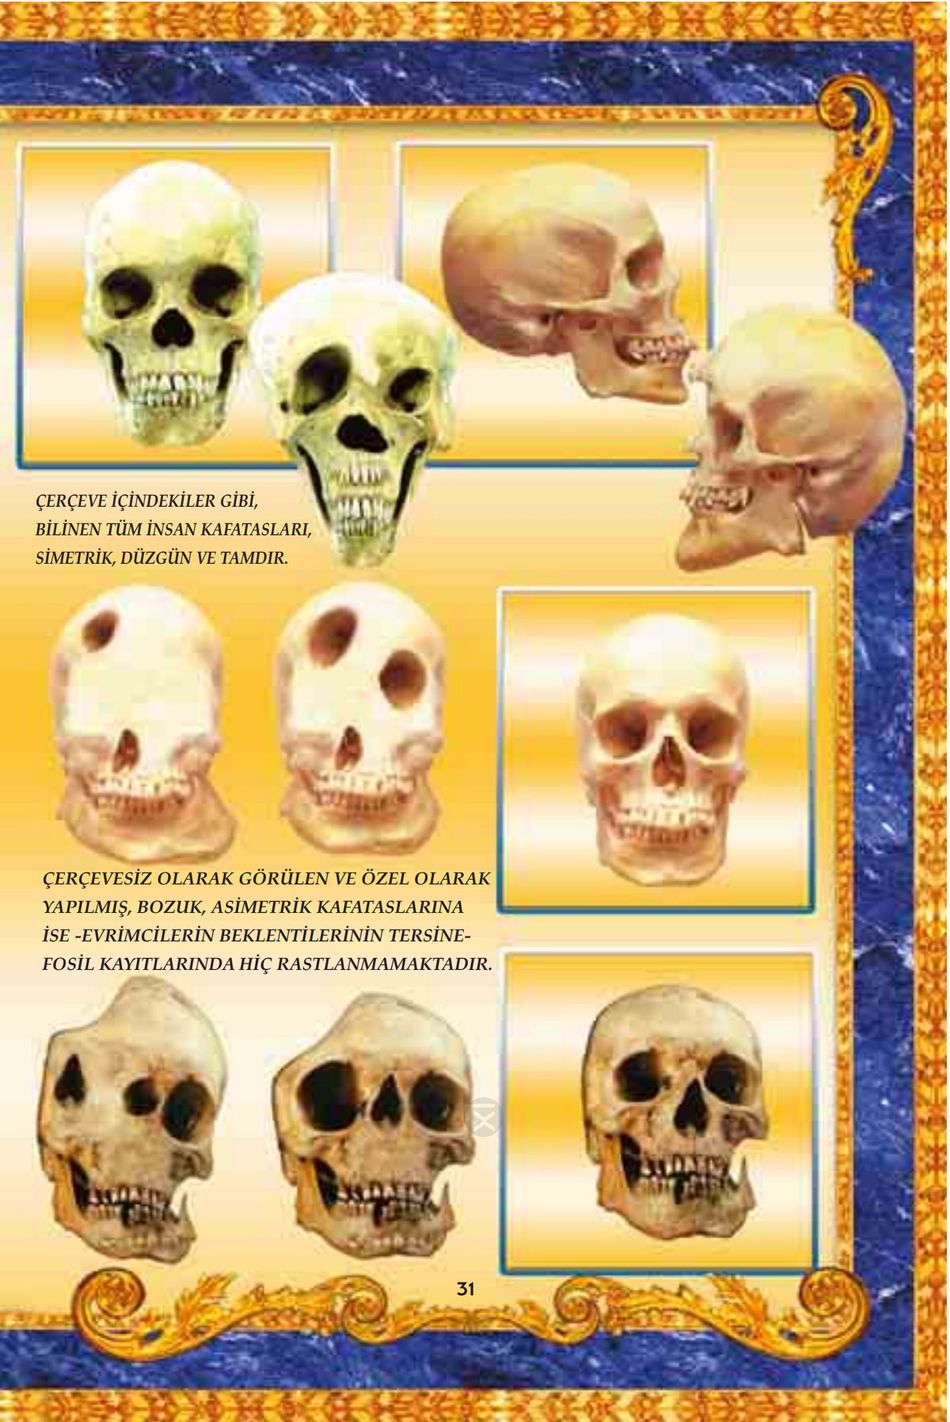 ÇERÇEVE İÇİNDEKİLER GİBİ,
BİLİNEN TÜM İNSAN KAFATASLARI,
SİMETRİK, DÜZGÜN VE TAMDIR.
ÇERÇEVESİZ OLARAK GÖRÜLEN VE ÖZEL OLARAK
YAPILMIŞ, BOZUK, ASİMETRİK KAFATASLARINA
İSE -EVRİMCİLERİN BEKLENTİLERİNİN TERSİNE-
FOSİL KAYITLARINDA HİÇ RASTLANMAMAKTADIR.
31